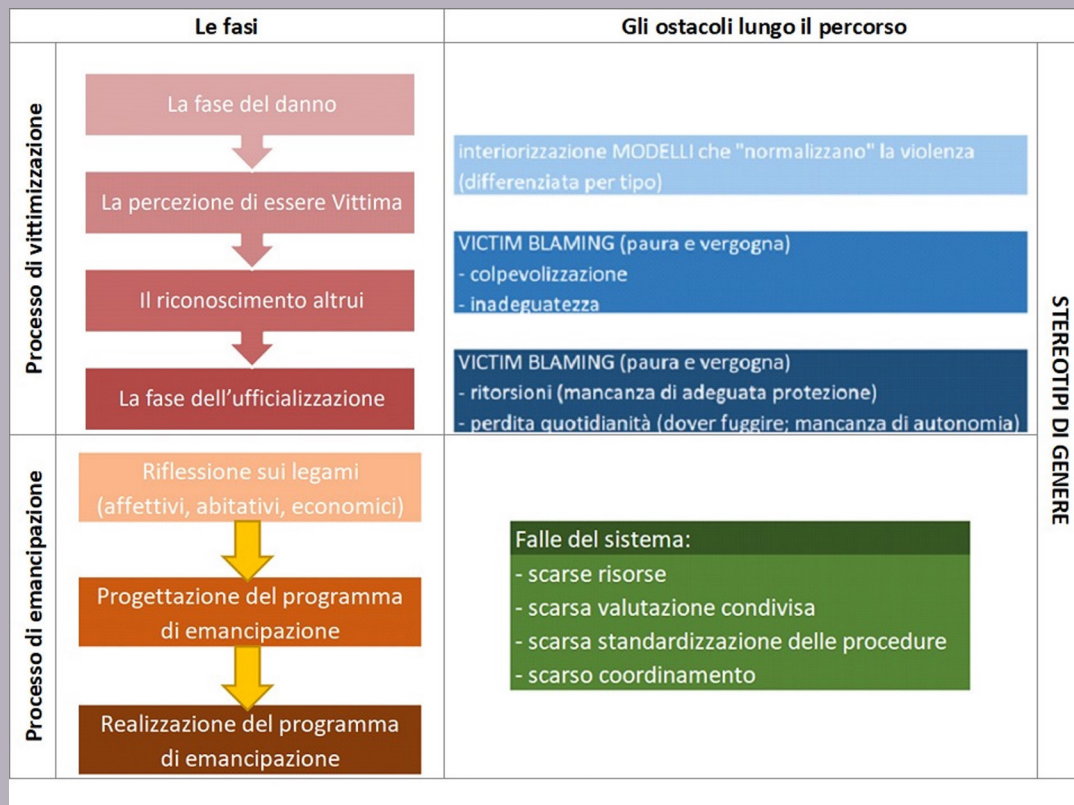 Le fasi
Gli ostacoli lungo il percorso
Processo di vittimizzazione
La fase del danno
La percezione di essere Vittima
Il riconoscimento altrui
La fase dell'ufficializzazione
interiorizzazione MODELLI che "normalizzano" la violenza
(differenziata per tipo)
VICTIM BLAMING (paura e vergogna)
- colpevolizzazione
- inadeguatezza
VICTIM BLAMING (paura e vergogna)
- ritorsioni (mancanza di adeguata protezione)
- perdita quotidianità (dover fuggire; mancanza di autonomia)
STEREOTIPI DI GENERE
Processo di emancipazione
Riflessione sui legami
(affettivi, abitativi, economici)
Progettazione del programma
di emancipazione
Realizzazione del programma
di emancipazione
Falle del sistema:
- scarse risorse
- scarsa valutazione condivisa
- scarsa standardizzazione delle procedure
- scarso coordinamento